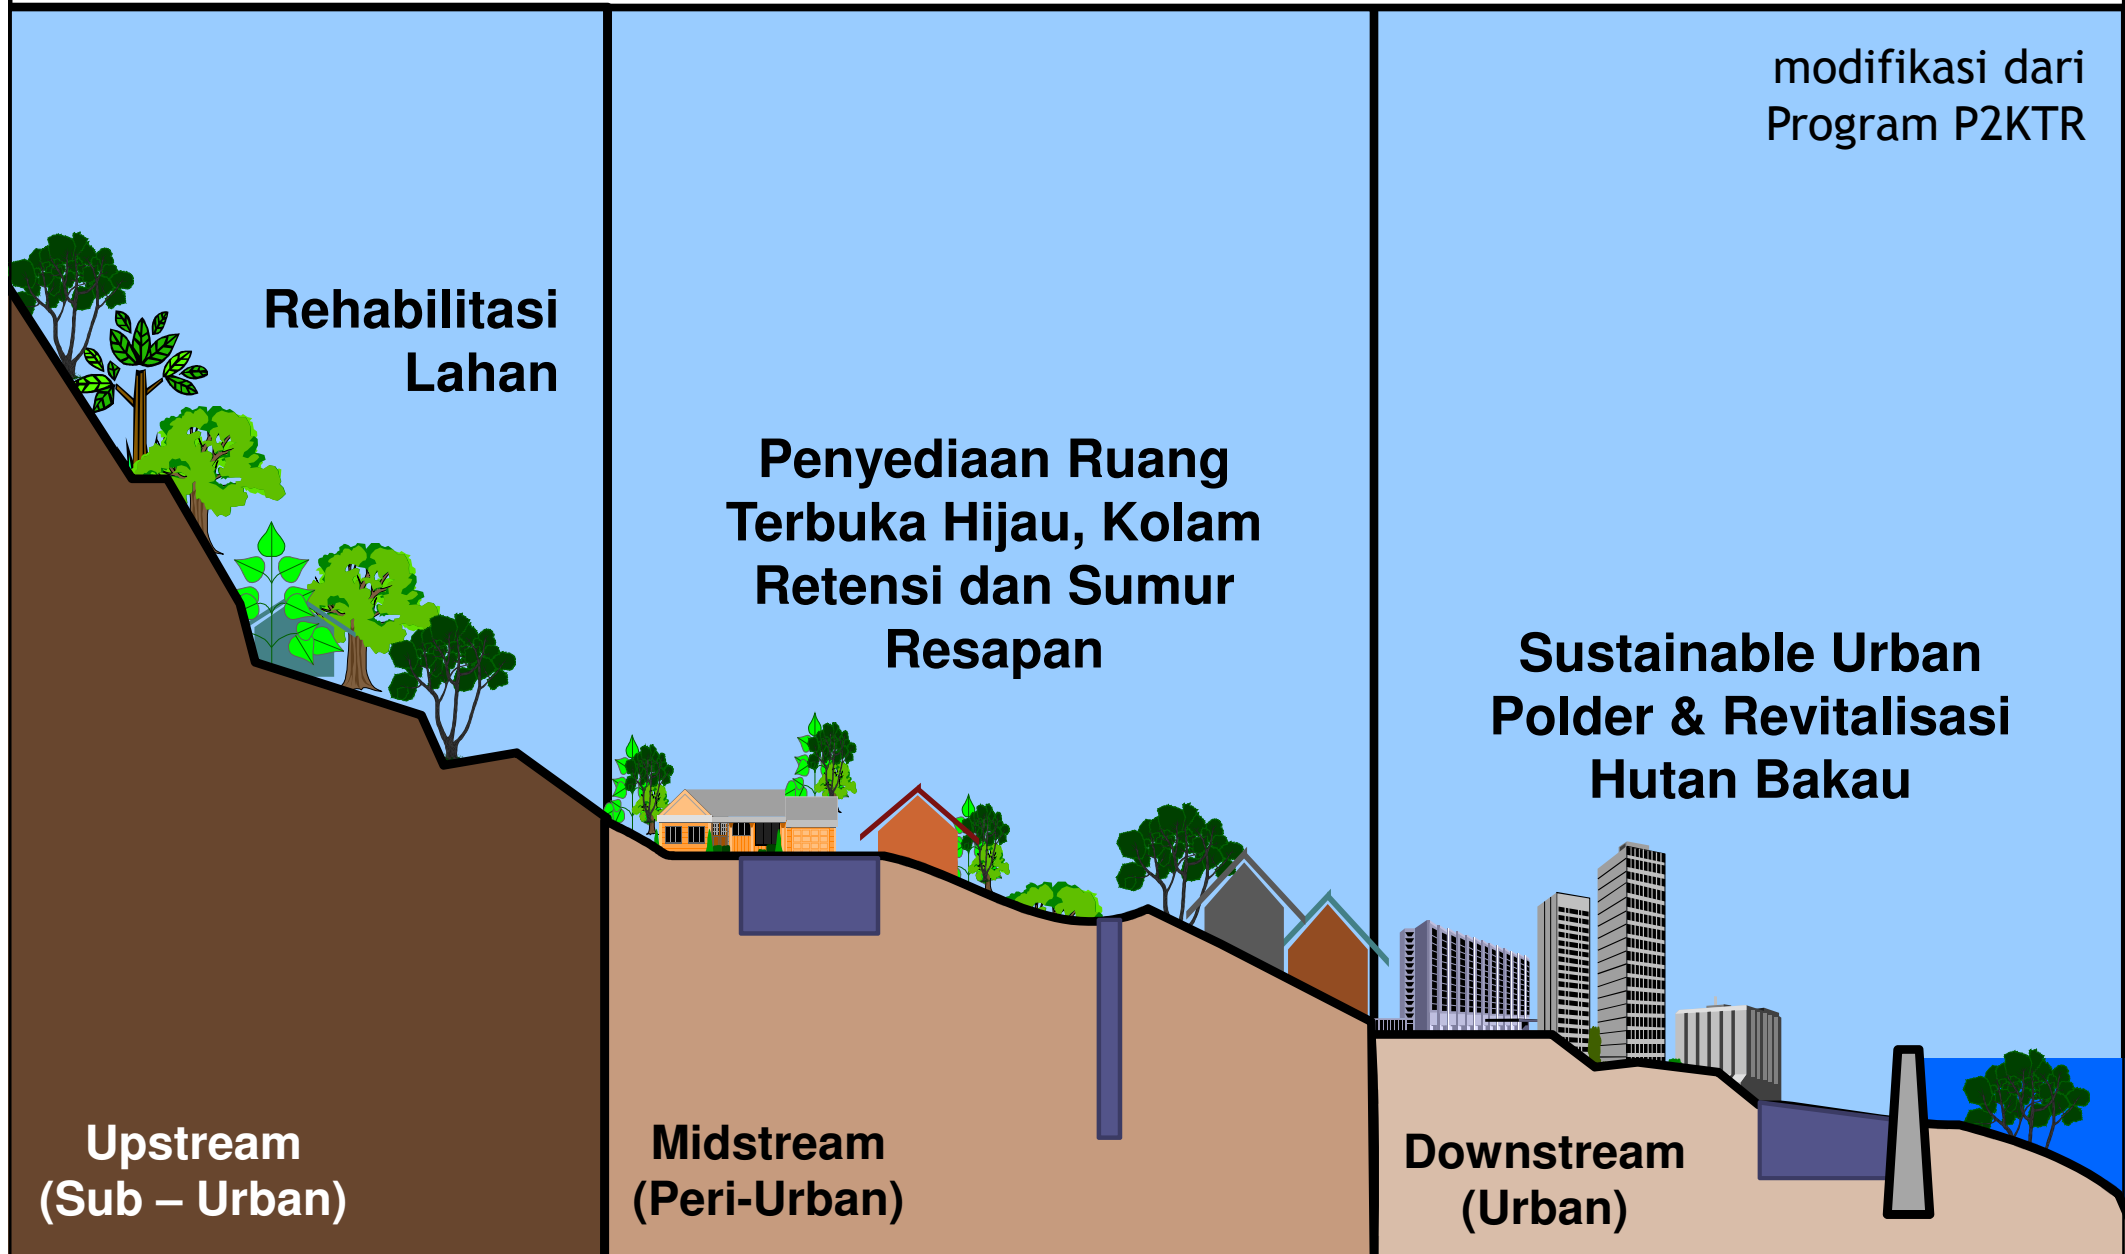 modifikasi dari
Program P2KTR
Rehabilitasi
Lahan
Penyediaan Ruang
Terbuka Hijau, Kolam
Retensi dan Sumur
Resapan
Sustainable Urban
Polder & Revitalisasi
Hutan Bakau
Upstream
(Sub – Urban)
Midstream
(Peri-Urban)
Downstream
(Urban)